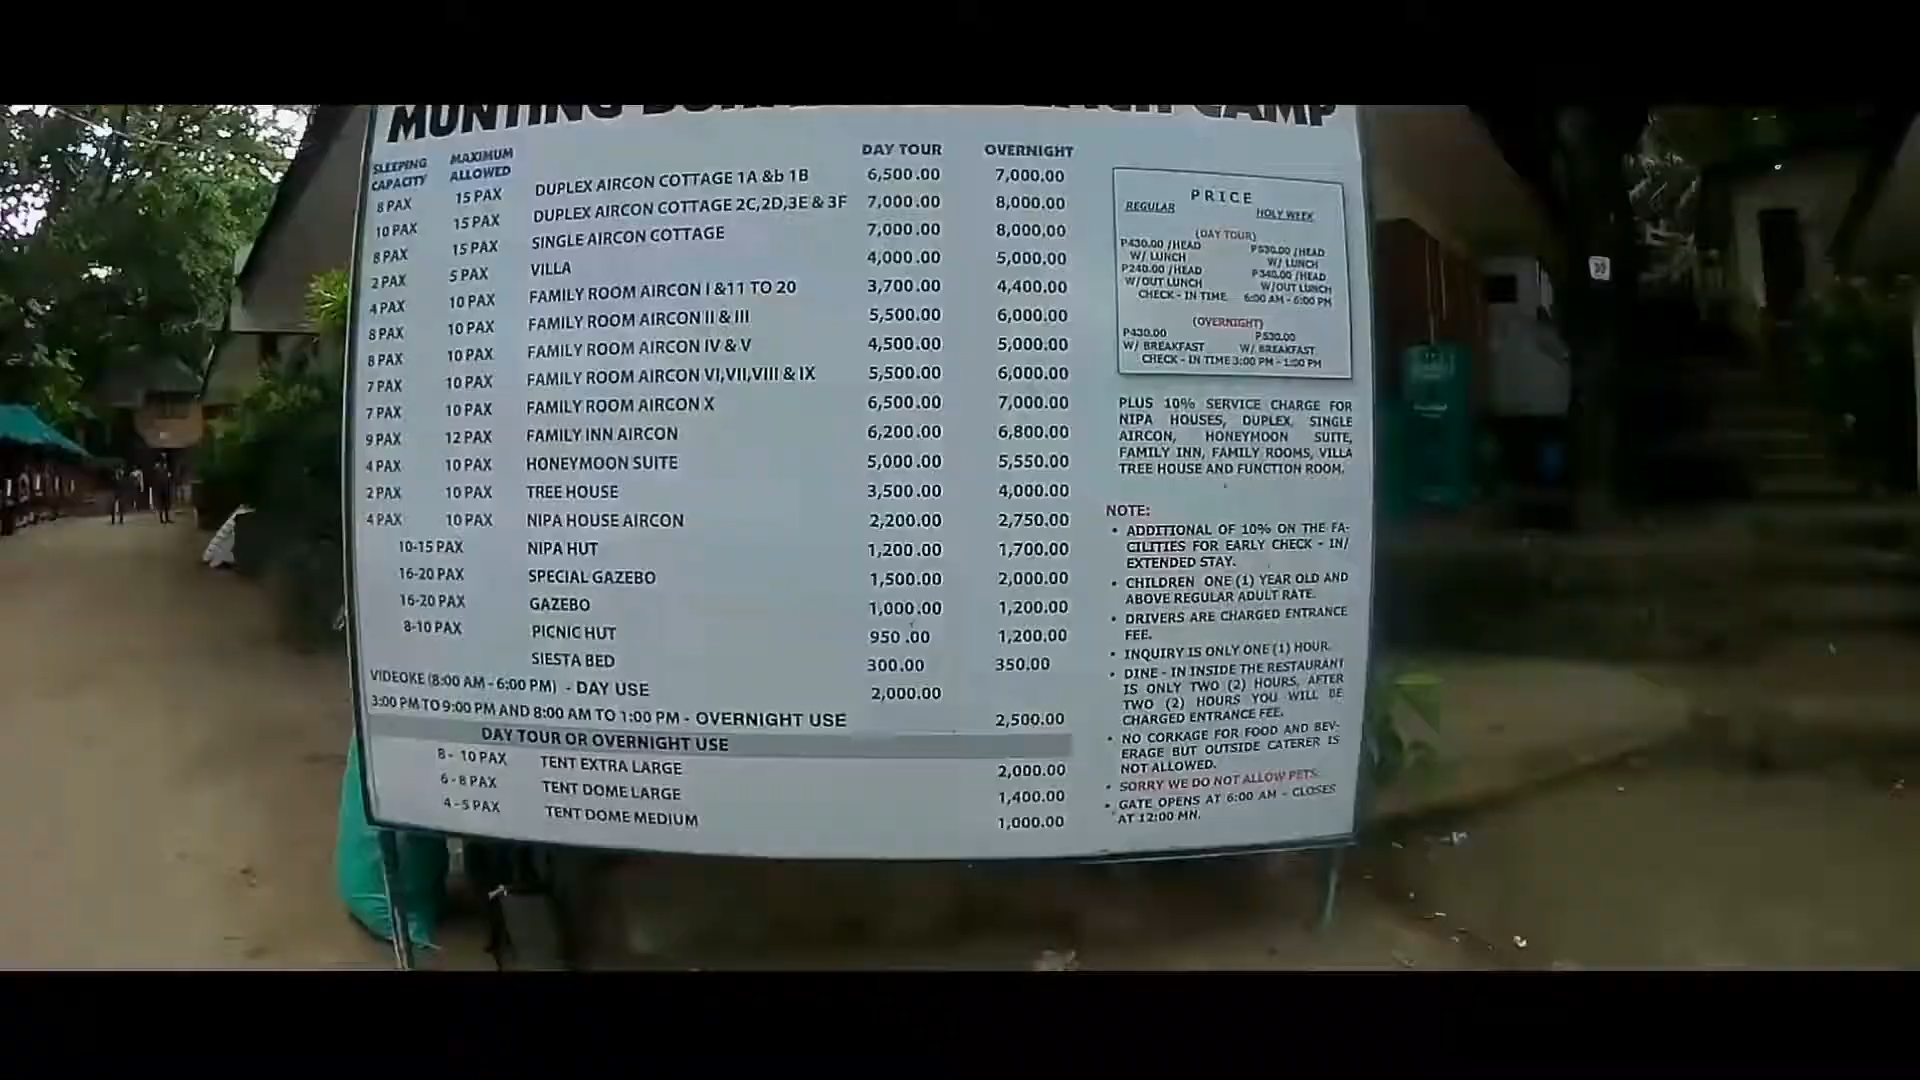 MUNTING CAMP
SLEEPING CAPACITY MAXIMUM ALLOWED DAY TOUR OVERNIGHT
8 PAX 15 PAX DUPLEX AIRCON COTTAGE 1A &b 1B 6,500.00 7,000.00
10 PAX 15 PAX DUPLEX AIRCON COTTAGE 2C,2D,3E & 3F 7,000.00 8,000.00
8 PAX 15 PAX SINGLE AIRCON COTTAGE 7,000.00 8,000.00
2 PAX 5 PAX VILLA 4,000.00 5,000.00
4 PAX 10 PAX FAMILY ROOM AIRCON I &11 TO 20 3,700.00 4,400.00
8 PAX 10 PAX FAMILY ROOM AIRCON II & III 5,500.00 6,000.00
8 PAX 10 PAX FAMILY ROOM AIRCON IV & V 4,500.00 5,000.00
7 PAX 10 PAX FAMILY ROOM AIRCON VI,VII,VIII & IX 5,500.00 6,000.00
7 PAX 10 PAX FAMILY ROOM AIRCON X 6,500.00 7,000.00
9 PAX 12 PAX FAMILY INN AIRCON 6,200.00 6,800.00
4 PAX 10 PAX HONEYMOON SUITE 5,000.00 5,550.00
2 PAX 10 PAX TREE HOUSE 3,500.00 4,000.00
4 PAX 10 PAX NIPA HOUSE AIRCON 2,200.00 2,750.00
10-15 PAX NIPA HUT 1,200.00 1,700.00
16-20 PAX SPECIAL GAZEBO 1,500.00 2,000.00
16-20 PAX GAZEBO 1,000.00 1,200.00
8-10 PAX PICNIC HUT 950 .00 1,200.00
SIESTA BED 300.00 350.00
VIDEOKE (8:00 AM - 6:00 PM) - DAY USE 2,000.00
3:00 PM TO 9:00 PM AND 8:00 AM TO 1:00 PM - OVERNIGHT USE 2,500.00
DAY TOUR OR OVERNIGHT USE
8 - 10 PAX TENT EXTRA LARGE 2,000.00
6 - 8 PAX TENT DOME LARGE 1,400.00
4 - 5 PAX TENT DOME MEDIUM 1,000.00
PRICE
REGULAR HOLY WEEK
(DAY TOUR)
P430.00 /HEAD P530.00 /HEAD
W/ LUNCH W/ LUNCH
P240.00 /HEAD P340.00 /HEAD
W/OUT LUNCH W/OUT LUNCH
CHECK - IN TIME 6:00 AM - 6:00 PM
(OVERNIGHT)
P430.00 P530.00
W/ BREAKFAST W/ BREAKFAST
CHECK - IN TIME 3:00 PM - 1:00 PM
PLUS 10% SERVICE CHARGE FOR
NIPA HOUSES, DUPLEX, SINGLE
AIRCON, HONEYMOON SUITE,
FAMILY INN, FAMILY ROOMS, VILLA
TREE HOUSE AND FUNCTION ROOM.
NOTE:
• ADDITIONAL OF 10% ON THE FA-
CILITIES FOR EARLY CHECK - IN/
EXTENDED STAY.
• CHILDREN ONE (1) YEAR OLD AND
ABOVE REGULAR ADULT RATE.
• DRIVERS ARE CHARGED ENTRANCE
FEE.
• INQUIRY IS ONLY ONE (1) HOUR.
• DINE - IN INSIDE THE RESTAURANT
IS ONLY TWO (2) HOURS, AFTER
TWO (2) HOURS YOU WILL BE
CHARGED ENTRANCE FEE.
• NO CORKAGE FOR FOOD AND BEV-
ERAGE BUT OUTSIDE CATERER IS
NOT ALLOWED.
• SORRY WE DO NOT ALLOW PETS.
• GATE OPENS AT 6:00 AM - CLOSES
AT 12:00 MN.